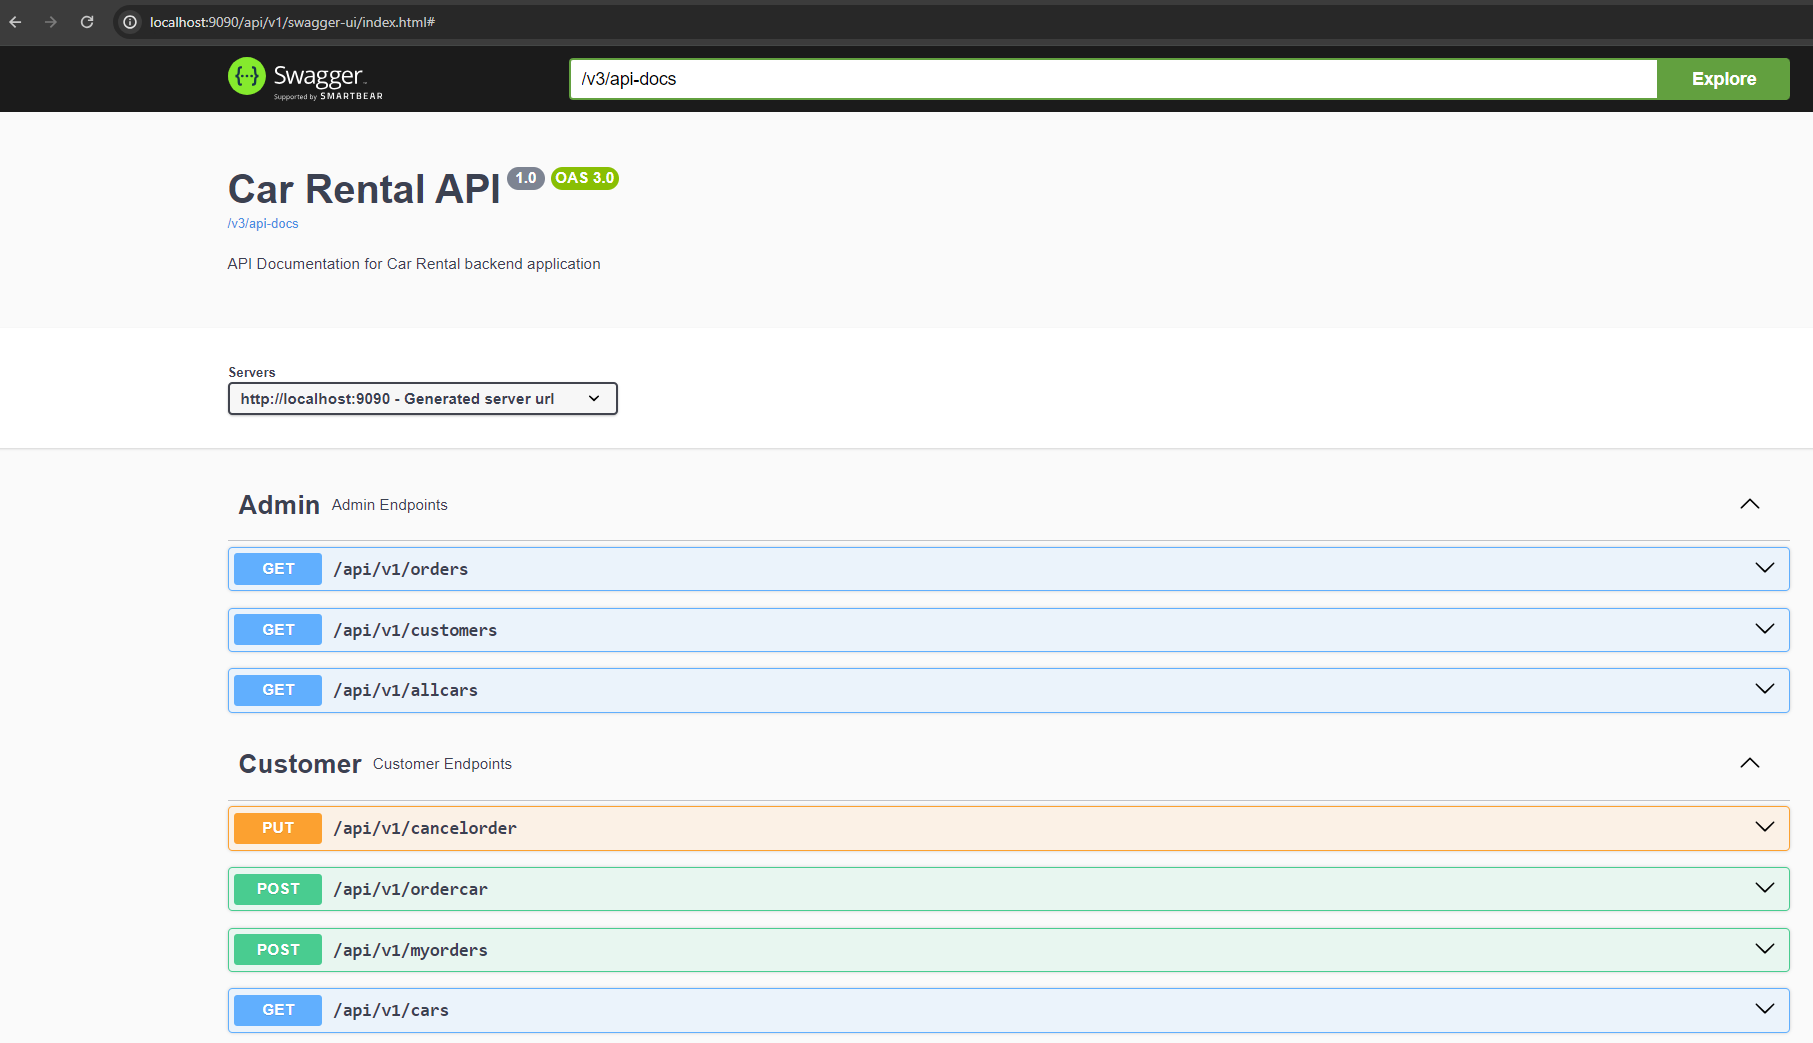 localhost:9090/api/v1/swagger-ui/index.html#
Swagger
Supported by SMARTBEAR
/v3/api-docs
Explore
Car Rental API 1.0 OAS 3.0
/v3/api-docs
API Documentation for Car Rental backend application
Servers
http://localhost:9090 - Generated server url
Admin Admin Endpoints
GET /api/v1/orders
GET /api/v1/customers
GET /api/v1/allcars
Customer Customer Endpoints
PUT /api/v1/cancelorder
POST /api/v1/ordercar
POST /api/v1/myorders
GET /api/v1/cars